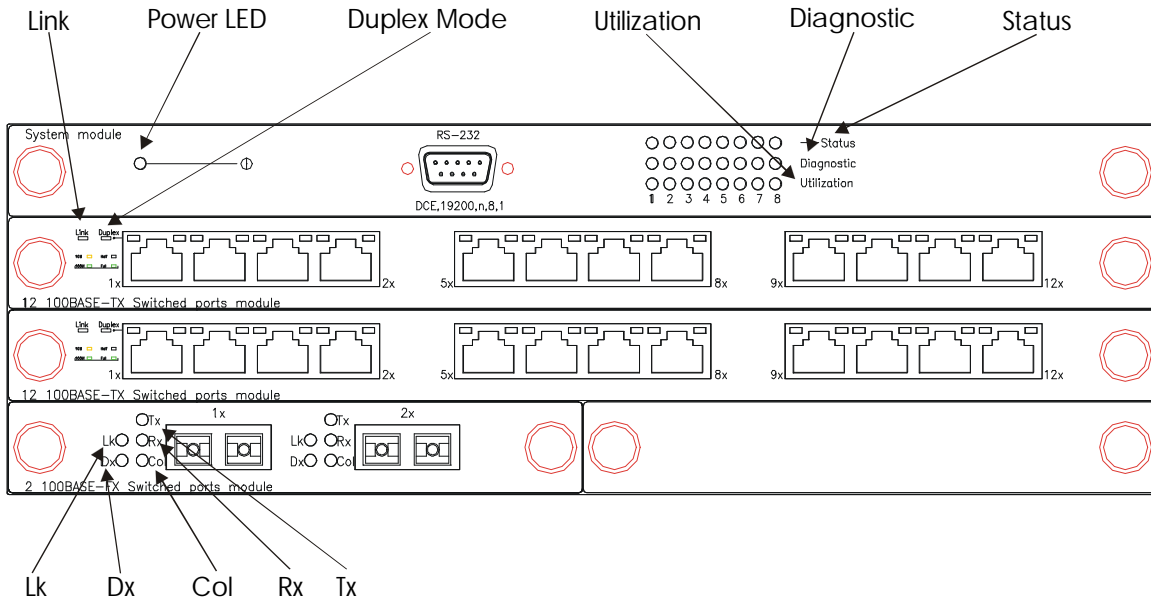 Link Power LED Duplex Mode Utilization Diagnostic Status
System module
RS-232
DCE,19200,n,8,1
Status
Diagnostic
Utilization
1 2 3 4 5 6 7 8
Link Duplex
1x 2x 5x 8x 9x 12x
12 100BASE-TX Switched ports module
Link Duplex
1x 2x 5x 8x 9x 12x
12 100BASE-TX Switched ports module
Tx 1x Tx 2x
Lk Rx Lk Rx
Dx Col Dx Col
2 100BASE-FX Switched ports module
Lk Dx Col Rx Tx